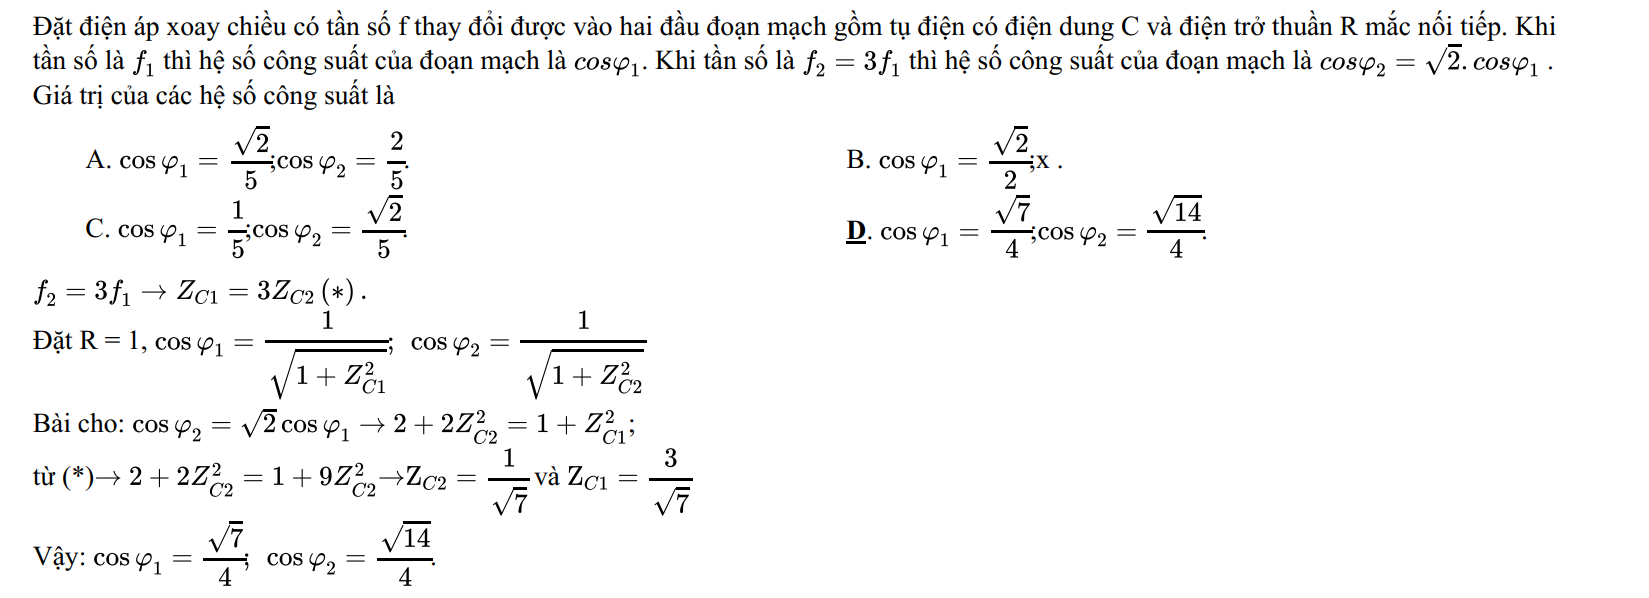 Đặt điện áp xoay chiều có tần số f thay đổi được vào hai đầu đoạn mạch gồm tụ điện có điện dung C và điện trở thuần R mắc nối tiếp. Khi
tần số là $f_1$ thì hệ số công suất của đoạn mạch là $cos\varphi_1$. Khi tần số là $f_2 = 3f_1$ thì hệ số công suất của đoạn mạch là $cos\varphi_2 = \sqrt{2}.cos\varphi_1$ .
Giá trị của các hệ số công suất là
A. $\cos\varphi_1 = \frac{\sqrt{2}}{5}$;$\cos\varphi_2 = \frac{2}{5}$.
B. $\cos\varphi_1 = \frac{\sqrt{2}}{2}$;x .
C. $\cos\varphi_1 = \frac{1}{5}$;$\cos\varphi_2 = \frac{\sqrt{2}}{5}$.
D. $\cos\varphi_1 = \frac{\sqrt{7}}{4}$;$\cos\varphi_2 = \frac{\sqrt{14}}{4}$.
$f_2 = 3f_1 \rightarrow Z_{C1} = 3Z_{C2}\,(*)$ .
Đặt R = 1, $\cos\varphi_1 = \frac{1}{\sqrt{1 + Z_{C1}^2}}$; $\cos\varphi_2 = \frac{1}{\sqrt{1 + Z_{C2}^2}}$
Bài cho: $\cos\varphi_2 = \sqrt{2}\cos\varphi_1 \rightarrow 2 + 2Z_{C2}^2 = 1 + Z_{C1}^2$;
từ $(*) \rightarrow 2 + 2Z_{C2}^2 = 1 + 9Z_{C2}^2 \rightarrow Z_{C2} = \frac{1}{\sqrt{7}}$ và $Z_{C1} = \frac{3}{\sqrt{7}}$
Vậy: $\cos\varphi_1 = \frac{\sqrt{7}}{4}$; $\cos\varphi_2 = \frac{\sqrt{14}}{4}$.